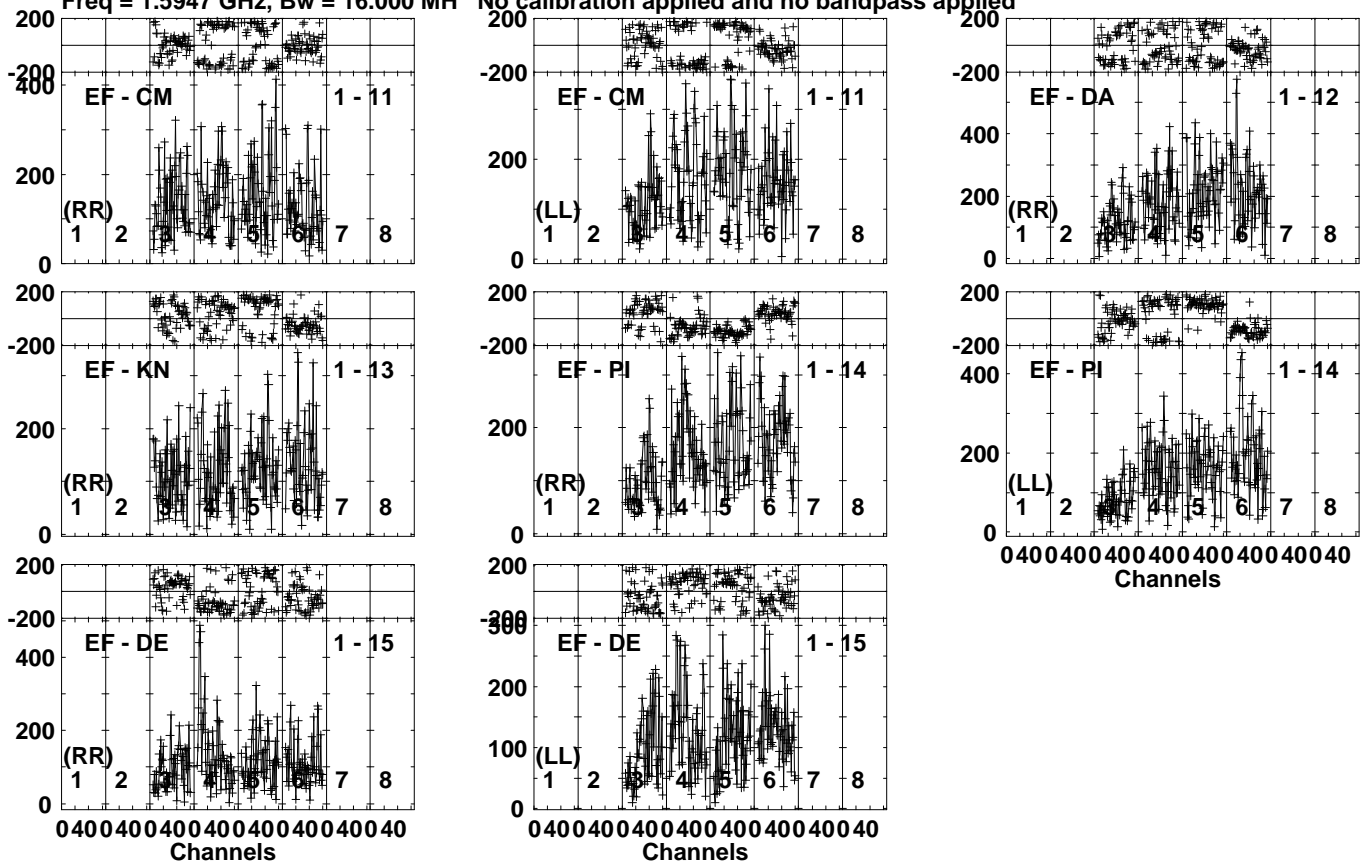 Freq = 1.5947 GHz, Bw = 16.000 MH No calibration applied and no bandpass applied
200
-200
400
200
0
EF - CM 1 - 11
(RR)
1 2 3 4 5 6 7 8
200
-200
200
0
EF - CM 1 - 11
(LL)
1 2 3 4 5 6 7 8
200
-200
400
200
0
EF - DA 1 - 12
(RR)
1 2 3 4 5 6 7 8
200
-200
200
0
EF - KN 1 - 13
(RR)
1 2 3 4 5 6 7 8
200
-200
200
0
EF - PI 1 - 14
(RR)
1 2 3 4 5 6 7 8
200
-200
400
200
0
EF - PI 1 - 14
(LL)
1 2 3 4 5 6 7 8
0 40 0 40 0 40 0 40 0 40 0 40 0 40 0 40
Channels
200
-200
400
200
0
EF - DE 1 - 15
(RR)
1 2 3 4 5 6 7 8
0 40 0 40 0 40 0 40 0 40 0 40 0 40 0 40
Channels
200
-200
300
200
100
0
EF - DE 1 - 15
(LL)
1 2 3 4 5 6 7 8
0 40 0 40 0 40 0 40 0 40 0 40 0 40 0 40
Channels